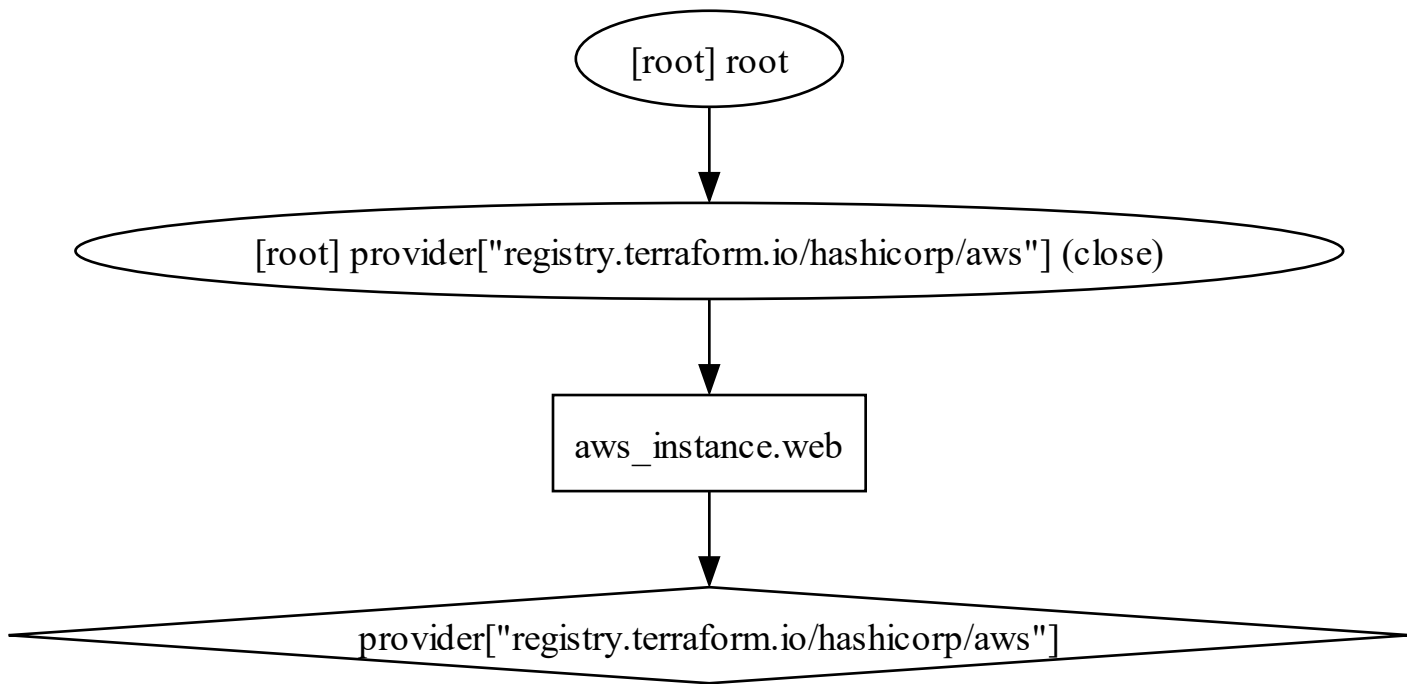 [root] root
[root] provider["registry.terraform.io/hashicorp/aws"] (close)
aws_instance.web
provider["registry.terraform.io/hashicorp/aws"]